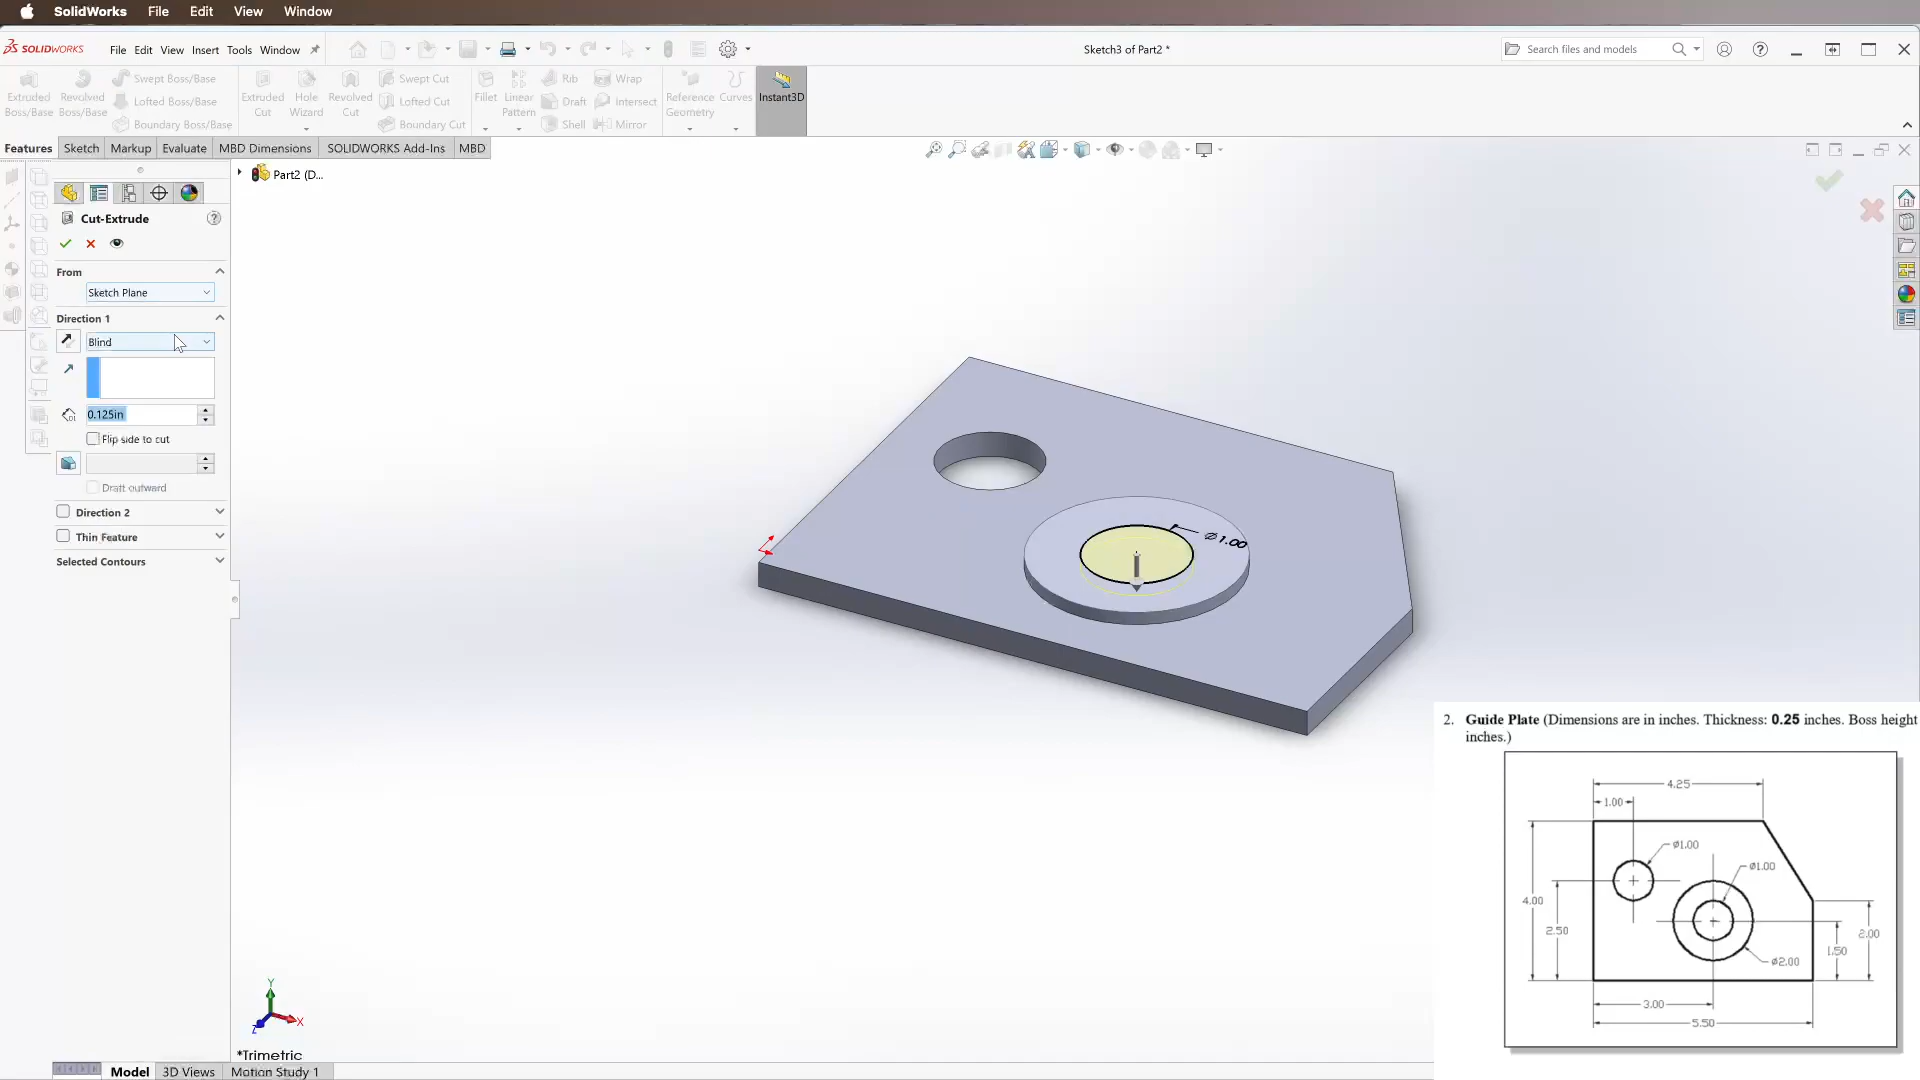 SolidWorks File Edit View Window
SOLIDWORKS File Edit View Insert Tools Window
Sketch3 of Part2 *
Search files and models
Extruded Boss/Base
Revolved Boss/Base
Swept Boss/Base
Lofted Boss/Base
Boundary Boss/Base
Extruded Cut
Hole Wizard
Revolved Cut
Swept Cut
Lofted Cut
Boundary Cut
Fillet
Linear Pattern
Rib
Draft
Shell
Wrap
Intersect
Mirror
Reference Geometry
Curves
Instant3D
Features Sketch Markup Evaluate MBD Dimensions SOLIDWORKS Add-Ins MBD
Part2 (D...
Cut-Extrude
From
Sketch Plane
Direction 1
Blind
0.125in
Flip side to cut
Draft outward
Direction 2
Thin Feature
Selected Contours
⌀1.00
2. Guide Plate (Dimensions are in inches. Thickness: 0.25 inches. Boss height
inches.)
4.25
1.00
⌀1.00
⌀1.00
4.00
2.50
2.00
1.50
⌀2.00
3.00
5.50
Y
X
Z
*Trimetric
Model 3D Views Motion Study 1